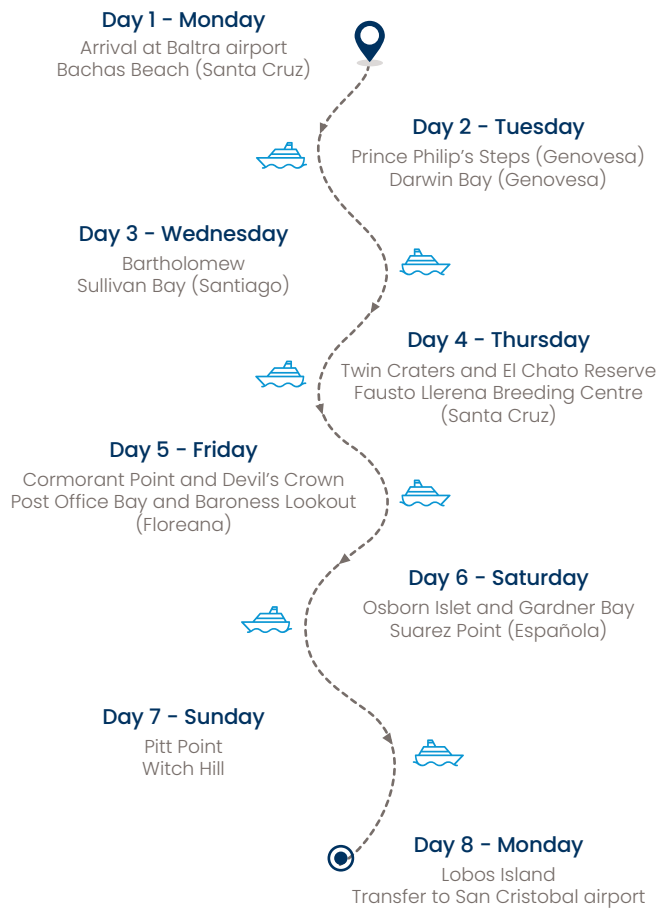 Day 1 - Monday
Arrival at Baltra airport
Bachas Beach (Santa Cruz)
Day 2 - Tuesday
Prince Philip's Steps (Genovesa)
Darwin Bay (Genovesa)
Day 3 - Wednesday
Bartholomew
Sullivan Bay (Santiago)
Day 4 - Thursday
Twin Craters and El Chato Reserve
Fausto Llerena Breeding Centre
(Santa Cruz)
Day 5 - Friday
Cormorant Point and Devil's Crown
Post Office Bay and Baroness Lookout
(Floreana)
Day 6 - Saturday
Osborn Islet and Gardner Bay
Suarez Point (Española)
Day 7 - Sunday
Pitt Point
Witch Hill
Day 8 - Monday
Lobos Island
Transfer to San Cristobal airport